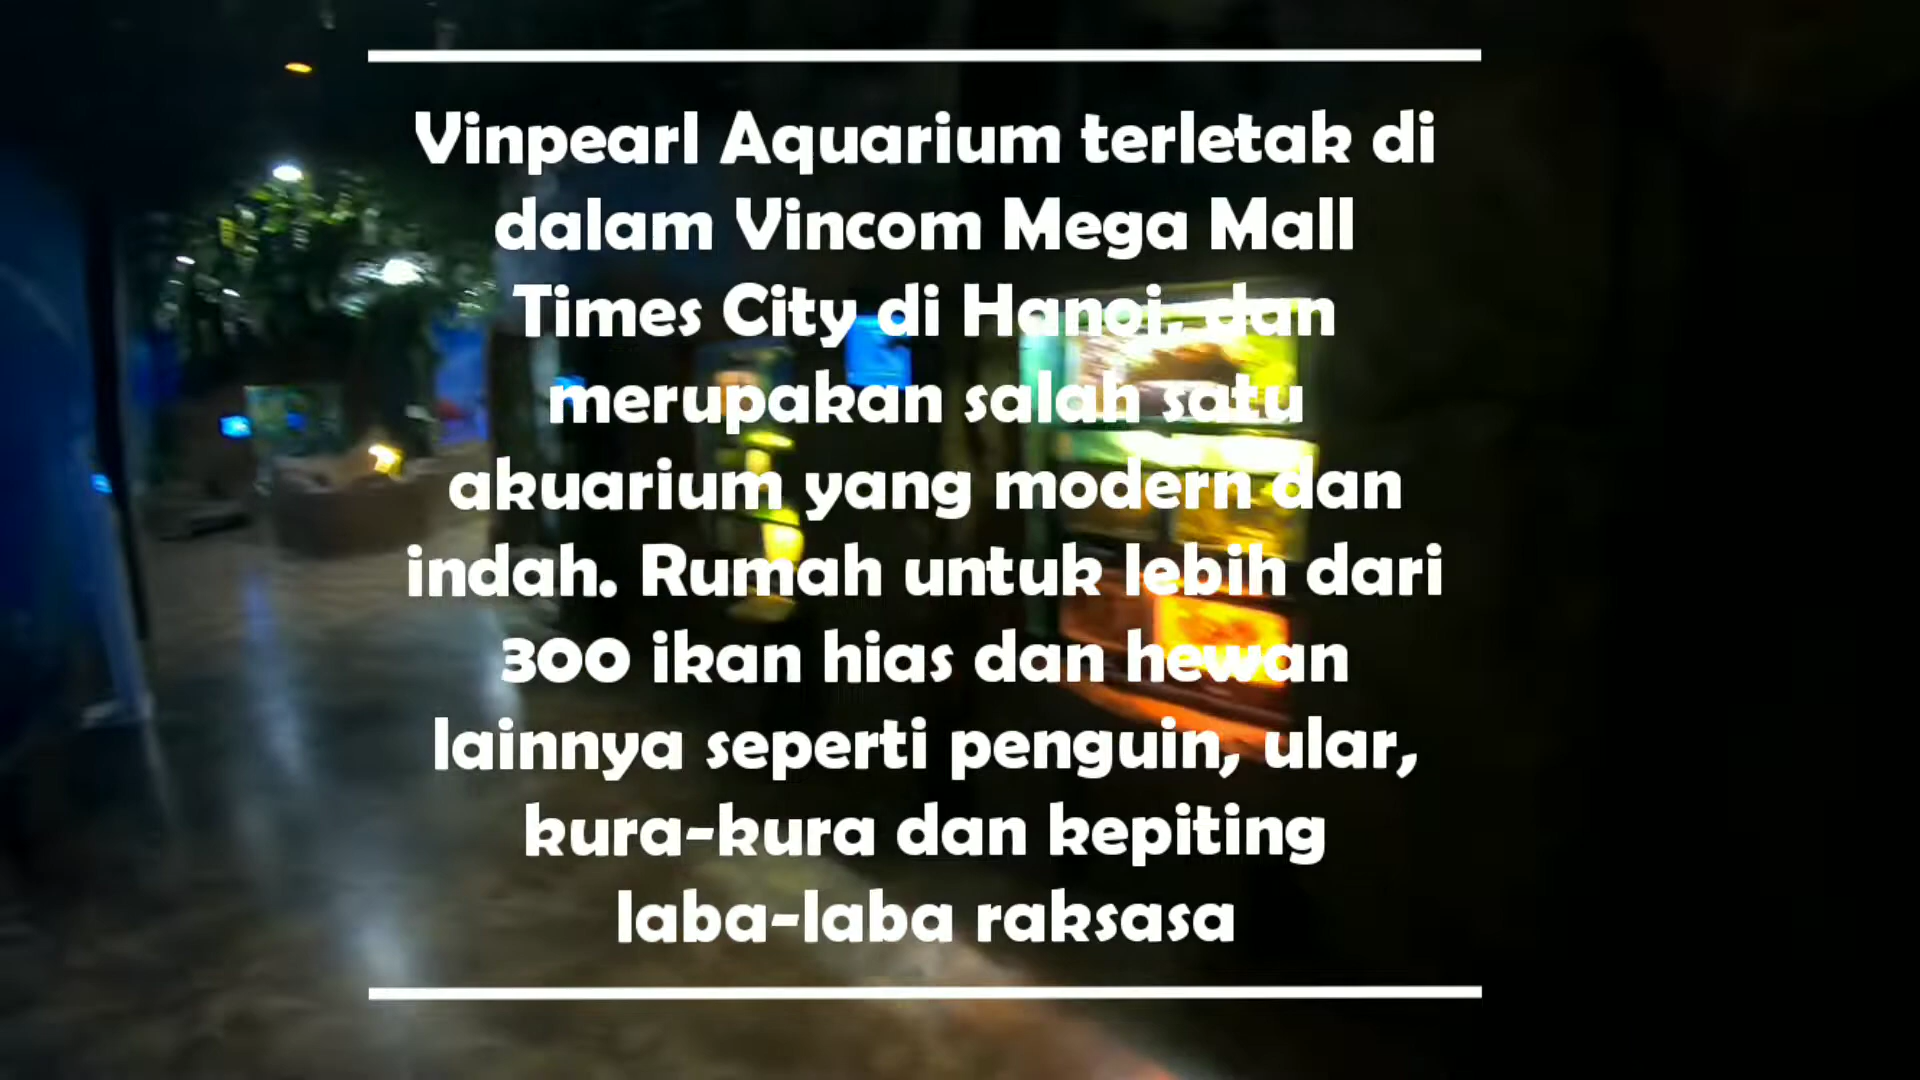 Vinpearl Aquarium terletak di
dalam Vincom Mega Mall
Times City di Hanoi, dan
merupakan salah satu
akuarium yang modern dan
indah. Rumah untuk lebih dari
300 ikan hias dan hewan
lainnya seperti penguin, ular,
kura-kura dan kepiting
laba-laba raksasa